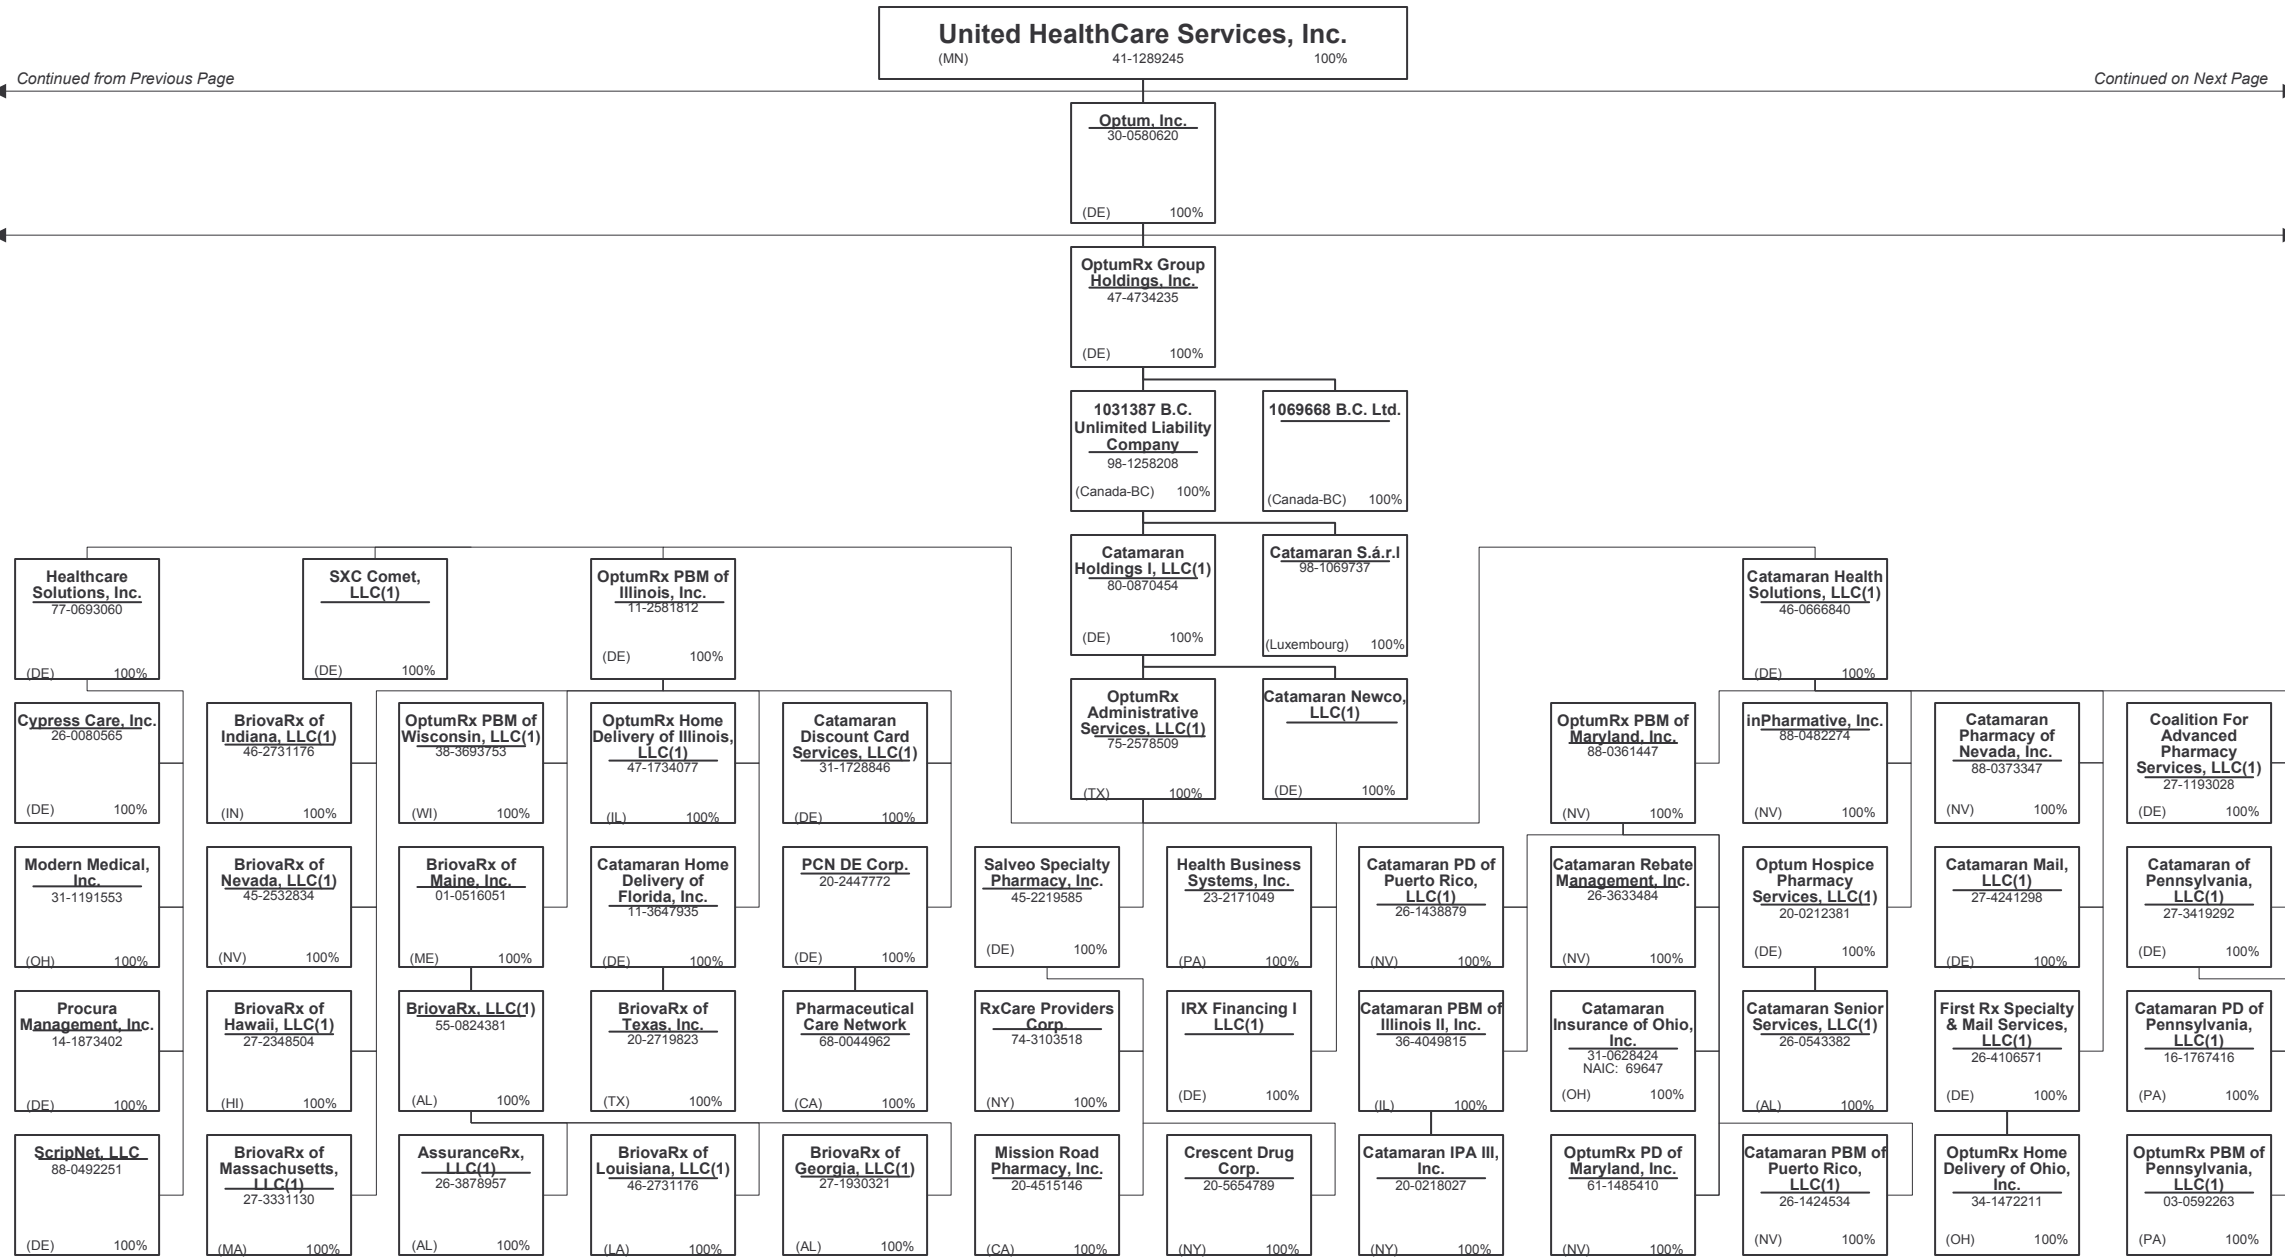 United HealthCare Services, Inc.
(MN) 41-1289245 100%
Continued from Previous Page
Continued on Next Page
Optum, Inc.
30-0580620
(DE) 100%
OptumRx Group
Holdings, Inc.
47-4734235
(DE) 100%
1031387 B.C.
Unlimited Liability
Company
98-1258208
(Canada-BC) 100%
1069668 B.C. Ltd.
(Canada-BC) 100%
Healthcare
Solutions, Inc.
77-0693060
(DE) 100%
SXC Comet,
LLC(1)
(DE) 100%
OptumRx PBM of
Illinois, Inc.
11-2581812
(DE) 100%
Catamaran
Holdings I, LLC(1)
80-0870454
(DE) 100%
Catamaran S.á.r.l
98-1069737
(Luxembourg) 100%
Catamaran Health
Solutions, LLC(1)
46-0666840
(DE) 100%
Cypress Care, Inc.
26-0080565
(DE) 100%
BriovaRx of
Indiana, LLC(1)
46-2731176
(IN) 100%
OptumRx PBM of
Wisconsin, LLC(1)
38-3693753
(WI) 100%
OptumRx Home
Delivery of Illinois,
LLC(1)
47-1734077
(IL) 100%
Catamaran
Discount Card
Services, LLC(1)
31-1728846
(DE) 100%
OptumRx
Administrative
Services, LLC(1)
75-2578509
(TX) 100%
Catamaran Newco,
LLC(1)
(DE) 100%
OptumRx PBM of
Maryland, Inc.
88-0361447
(NV) 100%
inPharmative, Inc.
88-0482274
(NV) 100%
Catamaran
Pharmacy of
Nevada, Inc.
88-0373347
(NV) 100%
Coalition For
Advanced
Pharmacy
Services, LLC(1)
27-1193028
(DE) 100%
Modern Medical,
Inc.
31-1191553
(OH) 100%
BriovaRx of
Nevada, LLC(1)
45-2532834
(NV) 100%
BriovaRx of
Maine, Inc.
01-0516051
(ME) 100%
Catamaran Home
Delivery of
Florida, Inc.
11-3647935
(DE) 100%
PCN DE Corp.
20-2447772
(DE) 100%
Salveo Specialty
Pharmacy, Inc.
45-2219585
(DE) 100%
Health Business
Systems, Inc.
23-2171049
(PA) 100%
Catamaran PD of
Puerto Rico,
LLC(1)
26-1438879
(NV) 100%
Catamaran Rebate
Management, Inc.
26-3633484
(NV) 100%
Optum Hospice
Pharmacy
Services, LLC(1)
20-0212381
(DE) 100%
Catamaran Mail,
LLC(1)
27-4241298
(DE) 100%
Catamaran of
Pennsylvania,
LLC(1)
27-3419292
(DE) 100%
Procura
Management, Inc.
14-1873402
(DE) 100%
BriovaRx of
Hawaii, LLC(1)
27-2348504
(HI) 100%
BriovaRx, LLC(1)
55-0824381
(AL) 100%
BriovaRx of
Texas, Inc.
20-2719823
(TX) 100%
Pharmaceutical
Care Network
68-0044962
(CA) 100%
RxCare Providers
Corp.
74-3103518
(NY) 100%
IRX Financing I
LLC(1)
(DE) 100%
Catamaran PBM of
Illinois II, Inc.
36-4049815
(IL) 100%
Catamaran
Insurance of Ohio,
Inc.
31-0628424
NAIC: 69647
(OH) 100%
Catamaran Senior
Services, LLC(1)
26-0543382
(AL) 100%
First Rx Specialty
& Mail Services,
LLC(1)
26-4106571
(DE) 100%
Catamaran PD of
Pennsylvania,
LLC(1)
16-1767416
(PA) 100%
ScripNet, LLC
88-0492251
(DE) 100%
BriovaRx of
Massachusetts,
LLC(1)
27-3331130
(MA) 100%
AssuranceRx,
LLC(1)
26-3878957
(AL) 100%
BriovaRx of
Louisiana, LLC(1)
46-2731176
(LA) 100%
BriovaRx of
Georgia, LLC(1)
27-1930321
(AL) 100%
Mission Road
Pharmacy, Inc.
20-4515146
(CA) 100%
Crescent Drug
Corp.
20-5654789
(NY) 100%
Catamaran IPA III,
Inc.
20-0218027
(NY) 100%
OptumRx PD of
Maryland, Inc.
61-1485410
(NV) 100%
Catamaran PBM of
Puerto Rico,
LLC(1)
26-1424534
(NV) 100%
OptumRx Home
Delivery of Ohio,
Inc.
34-1472211
(OH) 100%
OptumRx PBM of
Pennsylvania,
LLC(1)
03-0592263
(PA) 100%